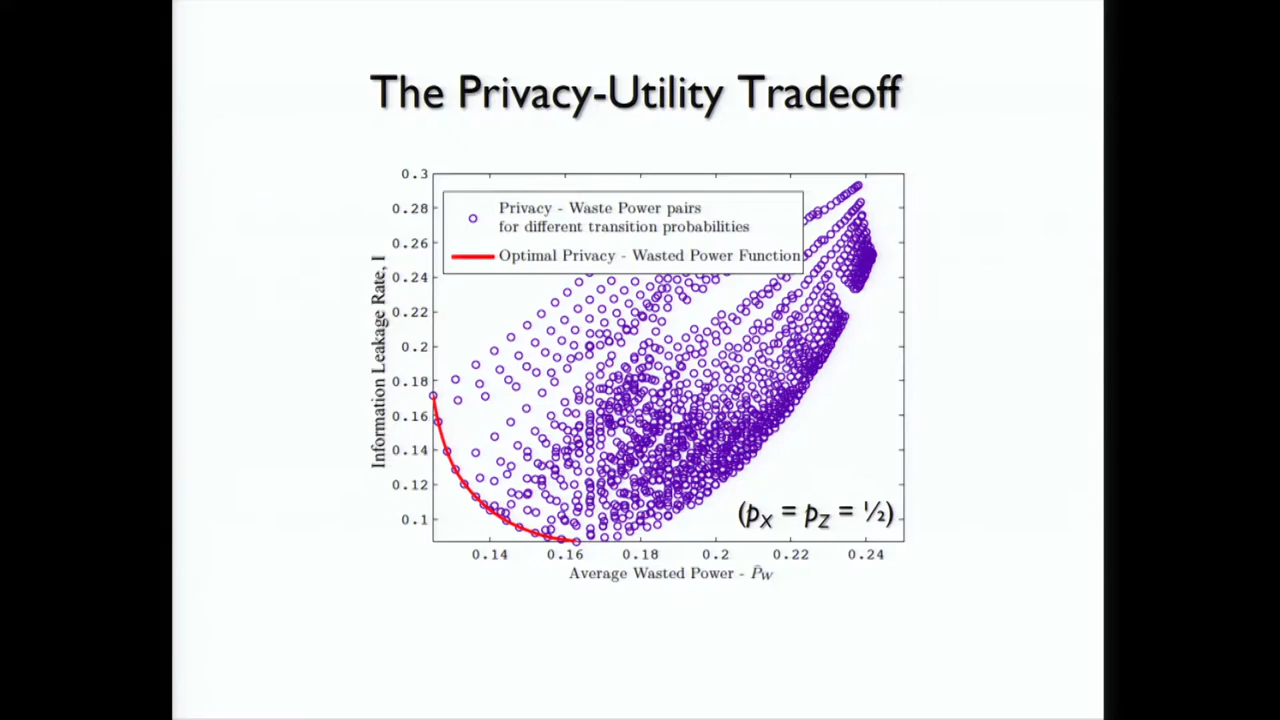 The Privacy-Utility Tradeoff
0.3
0.28
0.26
0.24
0.22
0.2
0.18
0.16
0.14
0.12
0.1
Information Leakage Rate, I
Privacy - Waste Power pairs
for different transition probabilities
Optimal Privacy - Wasted Power Function
(pX = pZ = ½)
0.14 0.16 0.18 0.2 0.22 0.24
Average Wasted Power - P̄W